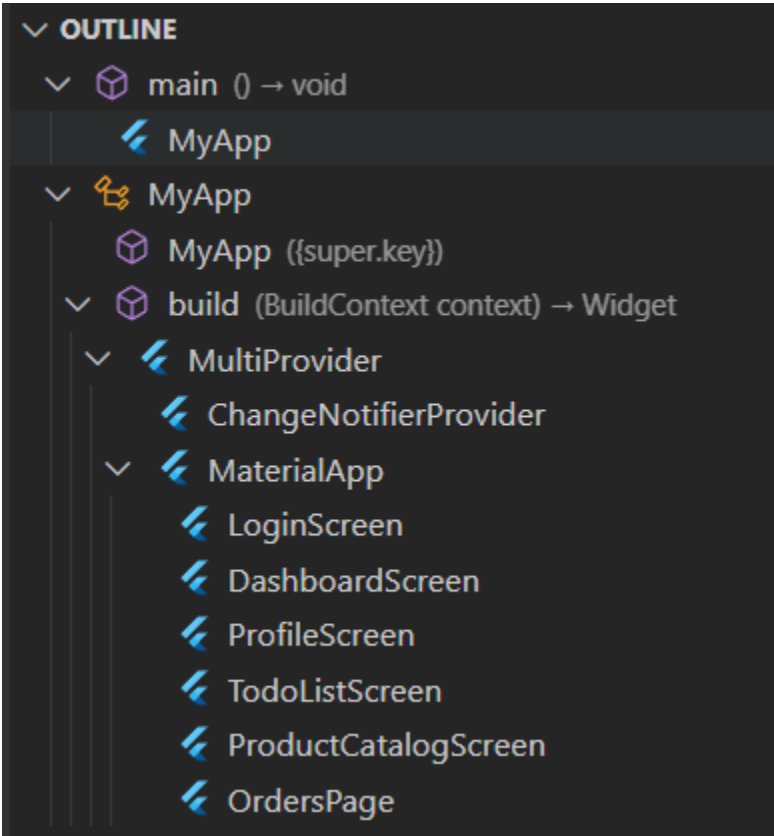 OUTLINE
main () → void
MyApp
MyApp
MyApp ({super.key})
build (BuildContext context) → Widget
MultiProvider
ChangeNotifierProvider
MaterialApp
LoginScreen
DashboardScreen
ProfileScreen
TodoListScreen
ProductCatalogScreen
OrdersPage